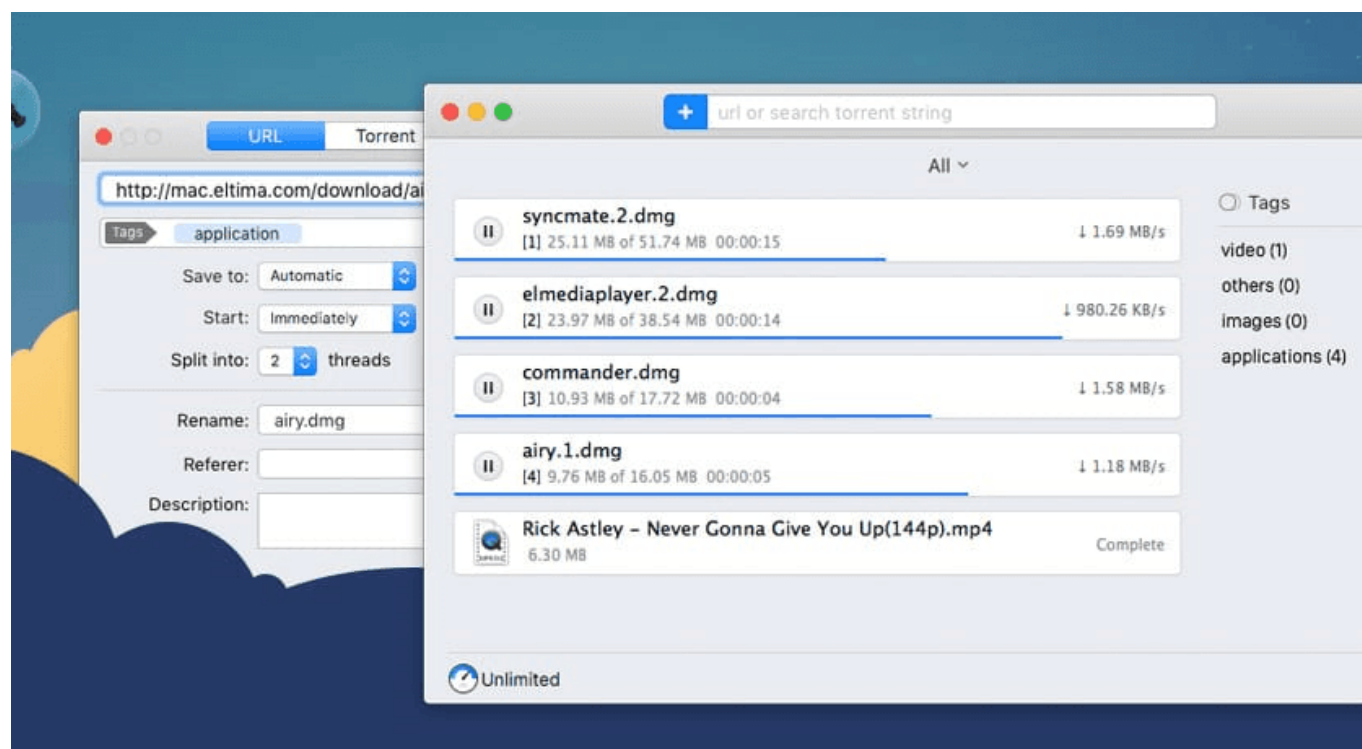 URL Torrent
http://mac.eltima.com/download/ai
Tags application
Save to: Automatic
Start: Immediately
Split into: 2 threads
Rename: airy.dmg
Referer:
Description:
+ url or search torrent string
All
syncmate.2.dmg
[1] 25.11 MB of 51.74 MB 00:00:15
↓ 1.69 MB/s
elmediaplayer.2.dmg
[2] 23.97 MB of 38.54 MB 00:00:14
↓ 980.26 KB/s
commander.dmg
[3] 10.93 MB of 17.72 MB 00:00:04
↓ 1.58 MB/s
airy.1.dmg
[4] 9.76 MB of 16.05 MB 00:00:05
↓ 1.18 MB/s
Rick Astley – Never Gonna Give You Up(144p).mp4
6.30 MB
Complete
Tags
video (1)
others (0)
images (0)
applications (4)
Unlimited